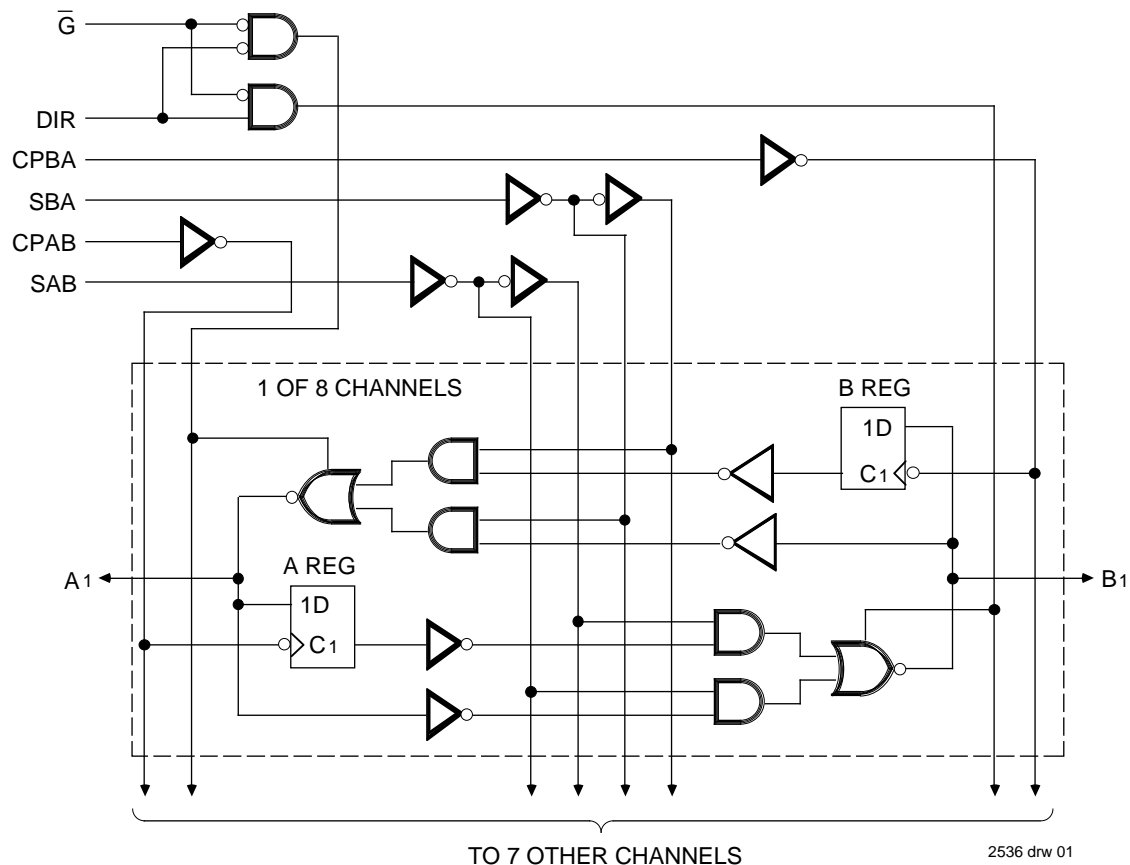 G̅
DIR
CPBA
SBA
CPAB
SAB
1 OF 8 CHANNELS
B REG
1D
C1
A REG
A1
1D
C1
B1
TO 7 OTHER CHANNELS
2536 drw 01